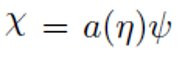 χ = a(η)ψ